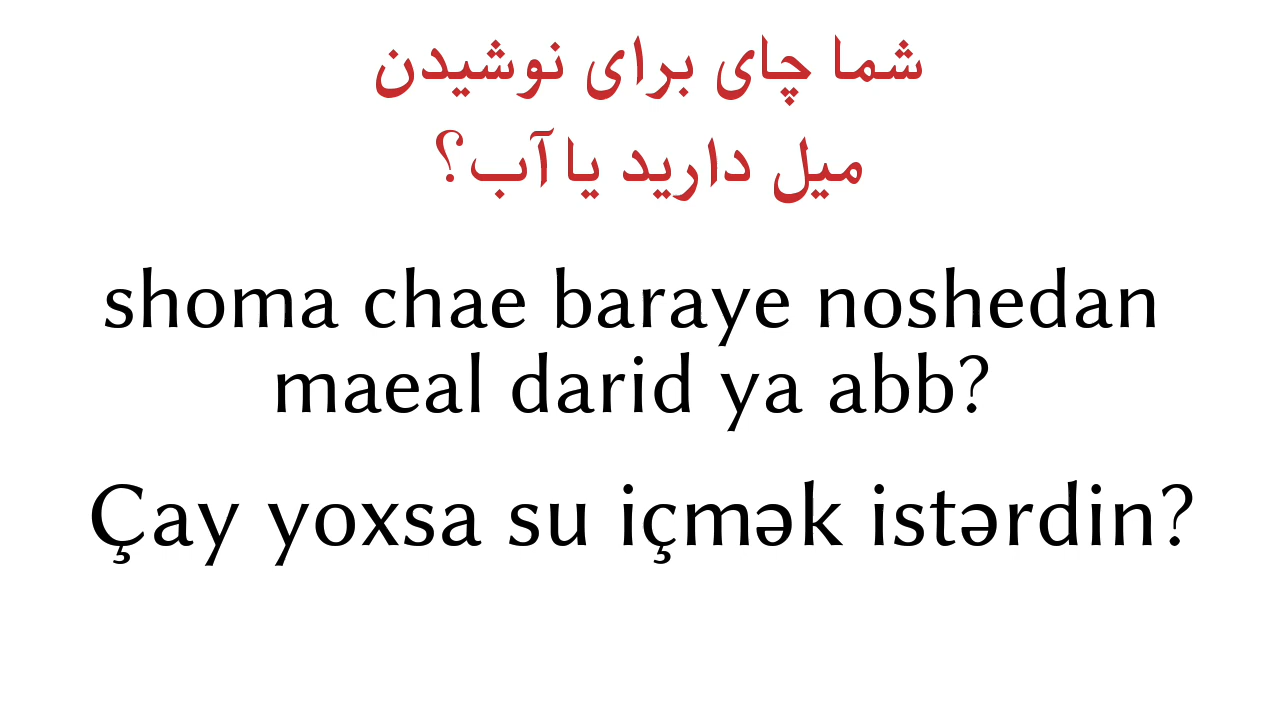 شما چای برای نوشیدن
میل دارید یا آب؟
shoma chae baraye noshedan
maeal darid ya abb?
Çay yoxsa su içmək istərdin?